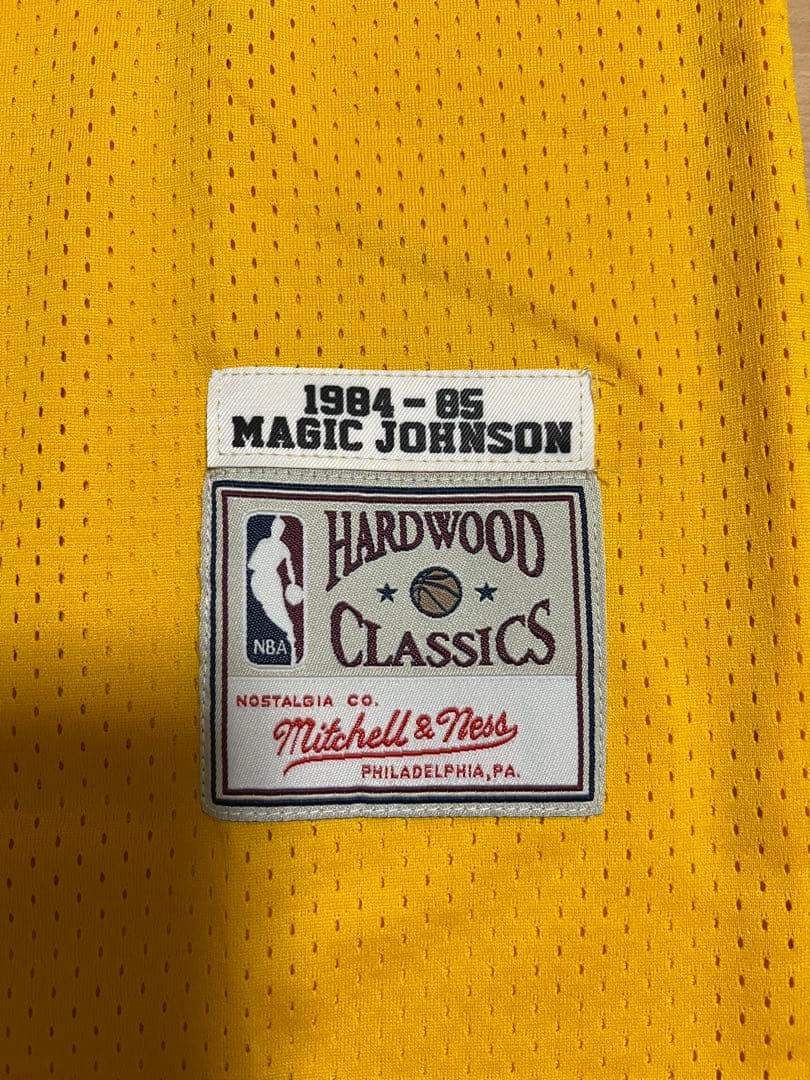 1984-85
MAGIC JOHNSON
HARDWOOD
CLASSICS
NBA
NOSTALGIA CO.
Mitchell & Ness
PHILADELPHIA, PA.